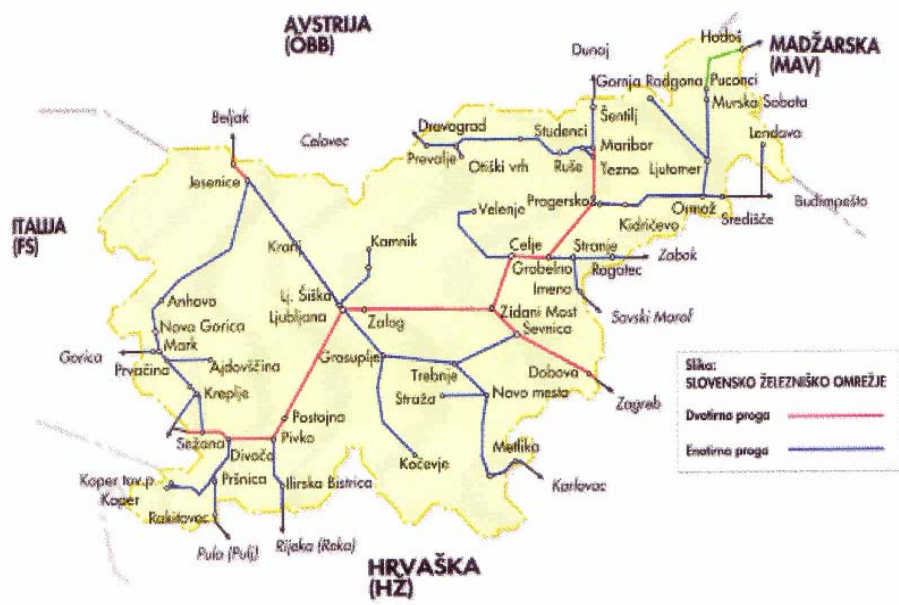 AVSTRIJA
(ÖBB)
Hodoš
MADŽARSKA
(MAV)
Dunaj
Gornja Radgona
Puconci
Murska Sobota
Beljak
Celovec
Dravograd
Studenci
Šentilj
Lendava
Maribor
Prevalje
Otiški vrh
Ruše
Tezno
Ljutomer
Jesenice
Velenje
Pragersko
Ormož
Budimpešta
ITALIJA
(FS)
Kidričevo
Središče
Kranj
Kamnik
Celje
Stranje
Zabok
Grobelno
Rogatec
Imeno
Anhovo
Lj. Šiška
Ljubljana
Zalog
Zidani Most
Savski Marof
Nova Gorica
Mark
Sevnica
Gorica
Prvačina
Ajdovščina
Grosuplje
Trebnje
Dobova
Slika:
SLOVENSKO ŽELEZNIŠKO OMREŽJE
Kreplje
Straža
Novo mesto
Zagreb
Dvotirna proga
Postojna
Enotirna proga
Sežana
Pivka
Metlika
Divača
Kočevje
Koper tov.p.
Pršnica
Ilirska Bistrica
Karlovac
Koper
Rakitovec
Pula (Pulj)
Rijeka (Reka)
HRVAŠKA
(HŽ)